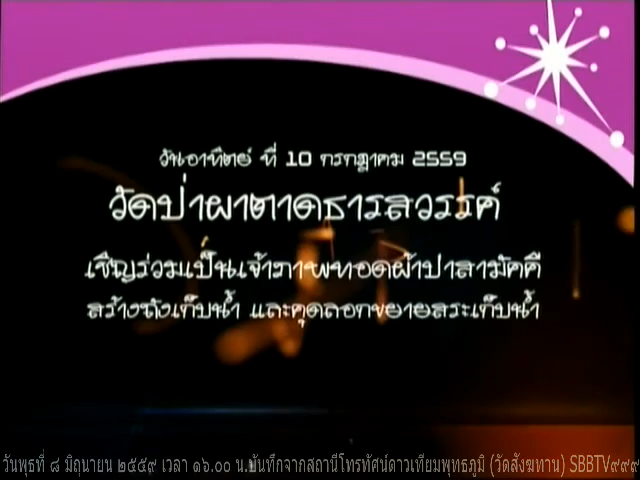 วันอาทิตย์ ที่ 10 กรกฎาคม 2559
วัดป่าผาตาดธารสวรรค์
เชิญร่วมเป็นเจ้าภาพทอดผ้าป่าสามัคคี
สร้างถังเก็บน้ำ และคุดลอกขยายสระเก็บน้ำ
วันพุธที่ ๘ มิถุนายน ๒๕๕๙ เวลา ๑๖.๐๐ น.บันทึกจากสถานีโทรทัศน์ดาวเทียมพุทธภูมิ (วัดสังฆทาน) SBBTV๙๙๙